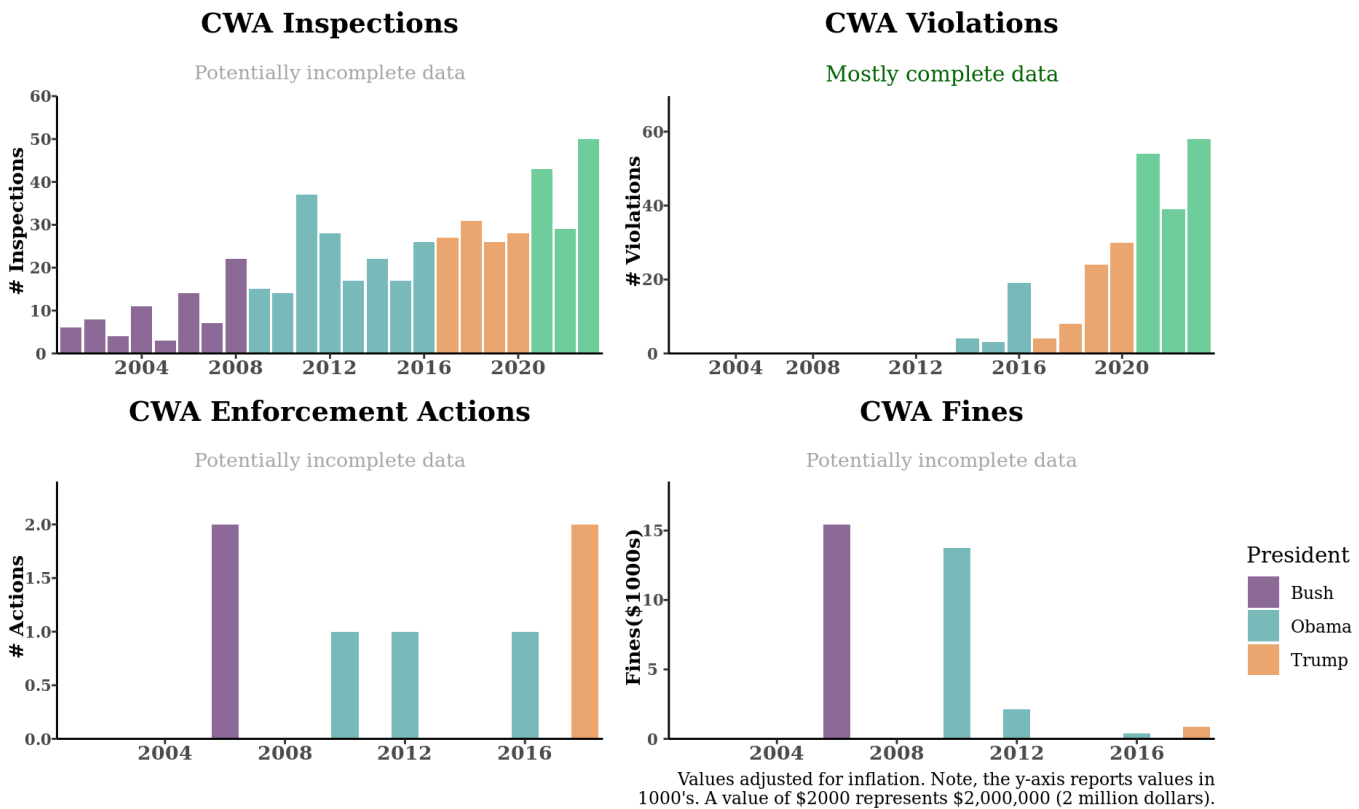 CWA Inspections
Potentially incomplete data
# Inspections
60
50
40
30
20
10
0
2004 2008 2012 2016 2020
CWA Violations
Mostly complete data
# Violations
60
40
20
0
2004 2008 2012 2016 2020
CWA Enforcement Actions
Potentially incomplete data
# Actions
2.0
1.5
1.0
0.5
0.0
2004 2008 2012 2016
CWA Fines
Potentially incomplete data
Fines($1000s)
15
10
5
0
2004 2008 2012 2016
President
Bush
Obama
Trump
Values adjusted for inflation. Note, the y-axis reports values in
1000's. A value of $2000 represents $2,000,000 (2 million dollars).